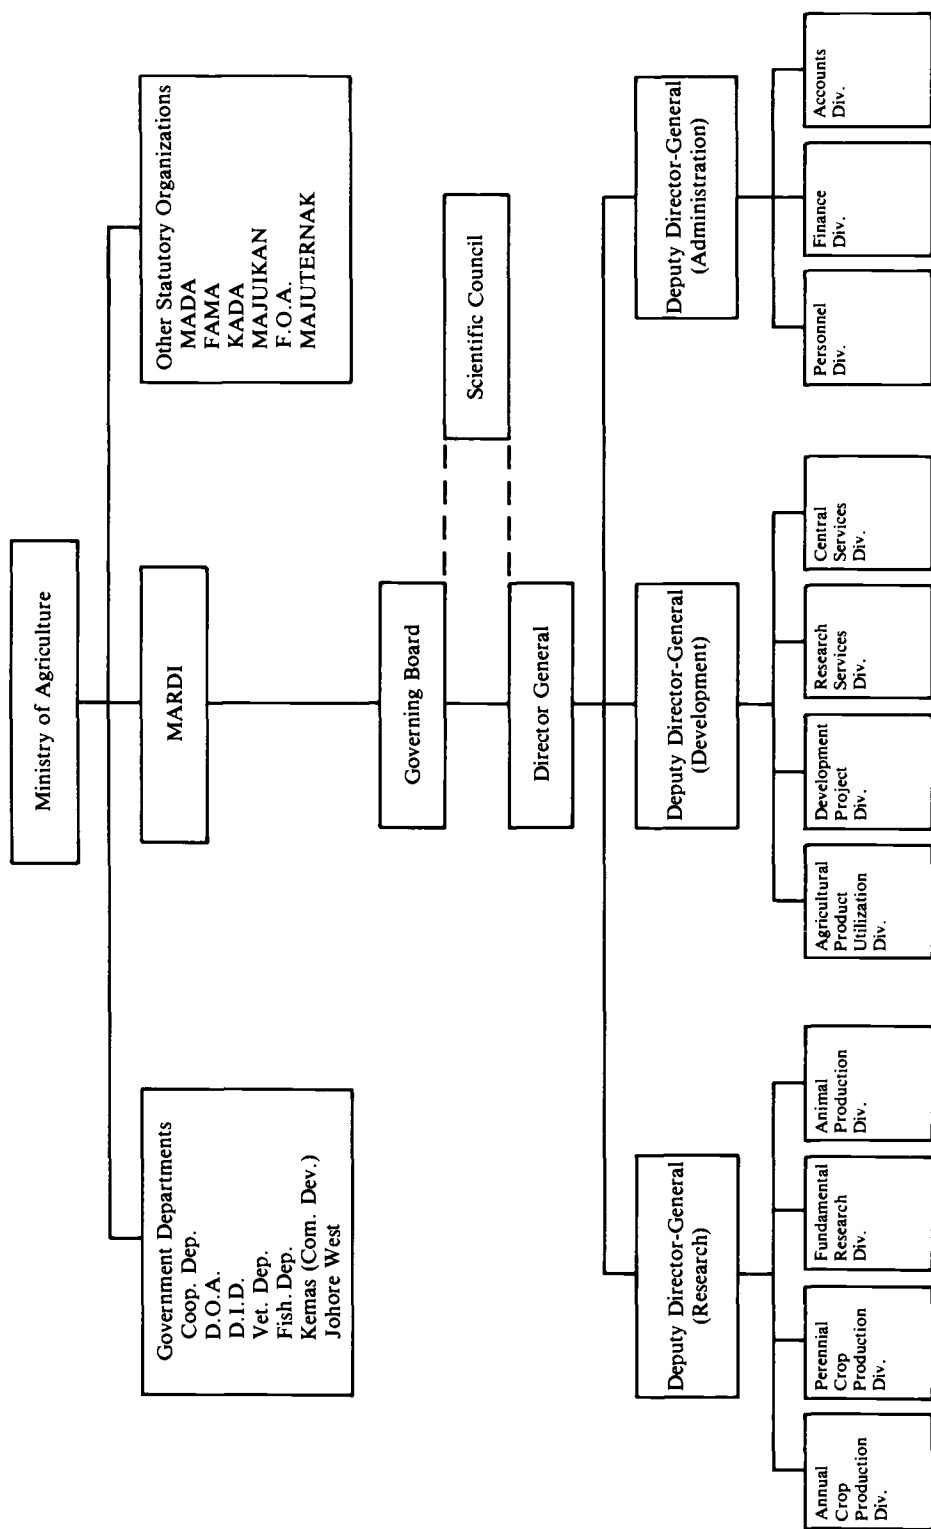 Ministry of Agriculture
Government Departments
Coop. Dep.
D.O.A.
D.I.D.
Vet. Dep.
Fish. Dep.
Kemas (Com. Dev.)
Johore West
MARDI
Other Statutory Organizations
MADA
FAMA
KADA
MAJUIKAN
F.O.A.
MAJUTERNAK
Governing Board
Scientific Council
Director General
Deputy Director-General
(Research)
Deputy Director-General
(Development)
Deputy Director-General
(Administration)
Annual
Crop
Production
Div.
Perennial
Crop
Production
Div.
Fundamental
Research
Div.
Animal
Production
Div.
Agricultural
Product
Utilization
Div.
Development
Project
Div.
Research
Services
Div.
Central
Services
Div.
Personnel
Div.
Finance
Div.
Accounts
Div.